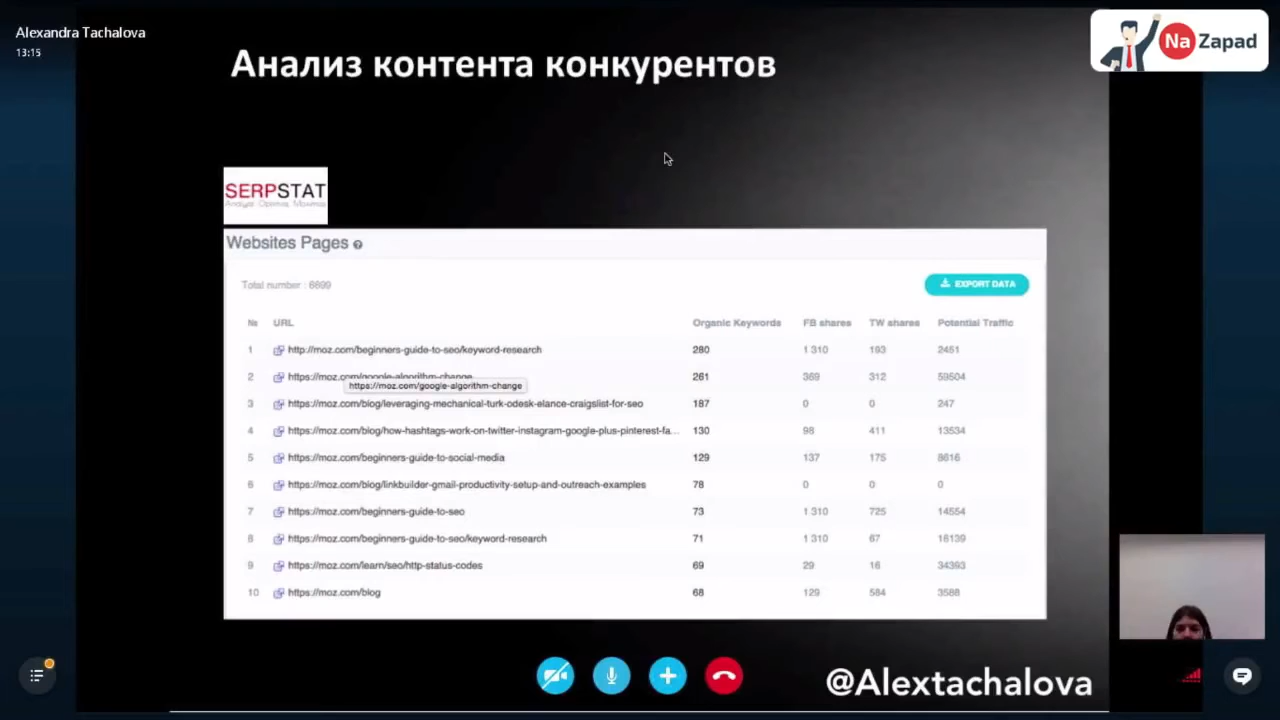 Alexandra Tachalova
13:15
Na Zapad
Анализ контента конкурентов
SERPSTAT
Websites Pages
Total number : 6699
EXPORT DATA
№ URL Organic Keywords FB shares TW shares Potential Traffic
1 http://moz.com/beginners-guide-to-seo/keyword-research 280 1 310 193 2451
2 https://moz.com/google-algorithm-change 261 369 312 59504
https://moz.com/google-algorithm-change
3 https://moz.com/blog/leveraging-mechanical-turk-odesk-elance-craigslist-for-seo 187 0 0 247
4 https://moz.com/blog/how-hashtags-work-on-twitter-instagram-google-plus-pinterest-fa... 130 98 411 13534
5 https://moz.com/beginners-guide-to-social-media 129 137 175 8616
6 https://moz.com/blog/linkbuilder-gmail-productivity-setup-and-outreach-examples 78 0 0 0
7 https://moz.com/beginners-guide-to-seo 73 1 310 725 14554
8 https://moz.com/beginners-guide-to-seo/keyword-research 71 1 310 67 16139
9 https://moz.com/learn/seo/http-status-codes 69 29 16 34393
10 https://moz.com/blog 68 129 584 3588
@Alextachalova